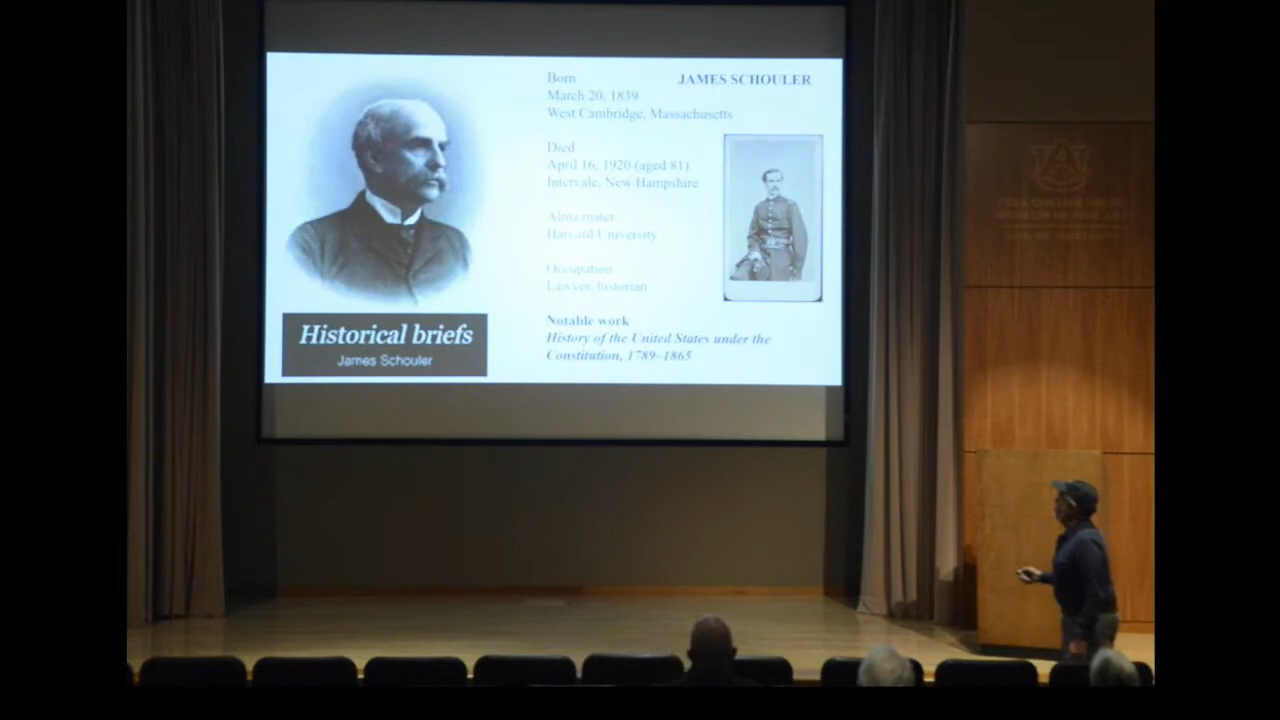 JAMES SCHOULER
Born
March 20, 1839
West Cambridge, Massachusetts
Died
April 16, 1920 (aged 81)
Intervale, New Hampshire
Alma mater
Harvard University
Occupation
Lawyer, historian
Notable work
History of the United States under the
Constitution, 1789–1865
Historical briefs
James Schouler